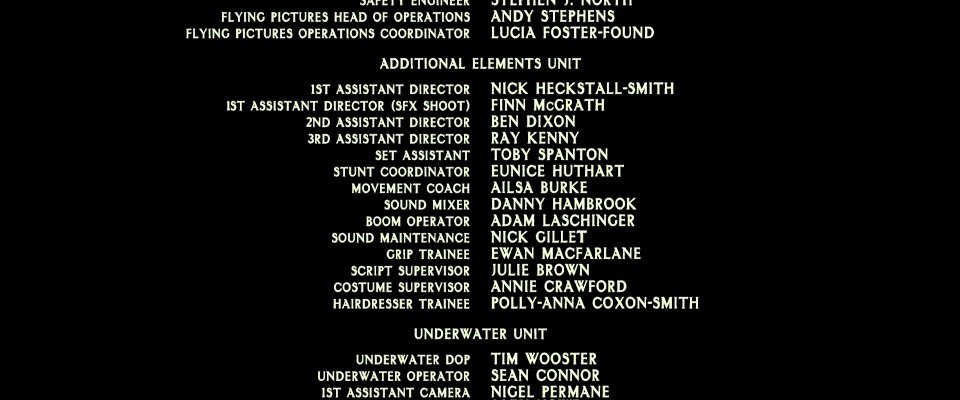 SAFETY ENGINEER STEPHEN J. NORTH
FLYING PICTURES HEAD OF OPERATIONS ANDY STEPHENS
FLYING PICTURES OPERATIONS COORDINATOR LUCIA FOSTER-FOUND
ADDITIONAL ELEMENTS UNIT
1ST ASSISTANT DIRECTOR NICK HECKSTALL-SMITH
1ST ASSISTANT DIRECTOR (SFX SHOOT) FINN McGRATH
2ND ASSISTANT DIRECTOR BEN DIXON
3RD ASSISTANT DIRECTOR RAY KENNY
SET ASSISTANT TOBY SPANTON
STUNT COORDINATOR EUNICE HUTHART
MOVEMENT COACH AILSA BURKE
SOUND MIXER DANNY HAMBROOK
BOOM OPERATOR ADAM LASCHINGER
SOUND MAINTENANCE NICK GILLET
GRIP TRAINEE EWAN MACFARLANE
SCRIPT SUPERVISOR JULIE BROWN
COSTUME SUPERVISOR ANNIE CRAWFORD
HAIRDRESSER TRAINEE POLLY-ANNA COXON-SMITH
UNDERWATER UNIT
UNDERWATER DOP TIM WOOSTER
UNDERWATER OPERATOR SEAN CONNOR
1ST ASSISTANT CAMERA NIGEL PERMANE